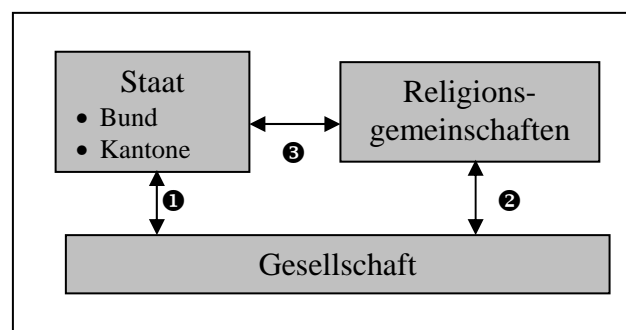 Staat
• Bund
• Kantone
Religions-
gemeinschaften
❸
❶
❷
Gesellschaft